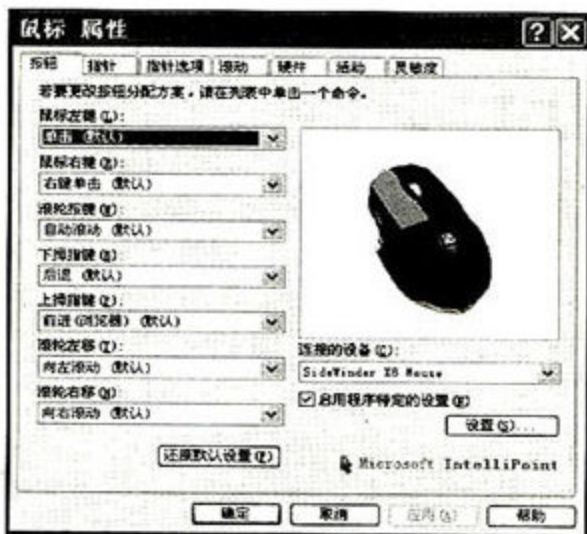 鼠标 属性
按钮 指针 指针选项 滚动 硬件 活动 灵敏度
若要更改按钮分配方案，请在列表中单击一个命令。
鼠标左键(L):
单击 (默认)
鼠标右键(R):
右键单击 (默认)
滚轮按键(W):
自动滚动 (默认)
下拇指键
后退 (默认)
上拇指键
前进(浏览器) (默认)
滚轮左移(T):
向左滚动 (默认)
滚轮右移
向右滚动 (默认)
还原默认设置
连接的设备
SideWinder X8 Mouse
启用程序特定的设置
设置(S)...
Microsoft IntelliPoint
确定 取消 应用(A) 帮助